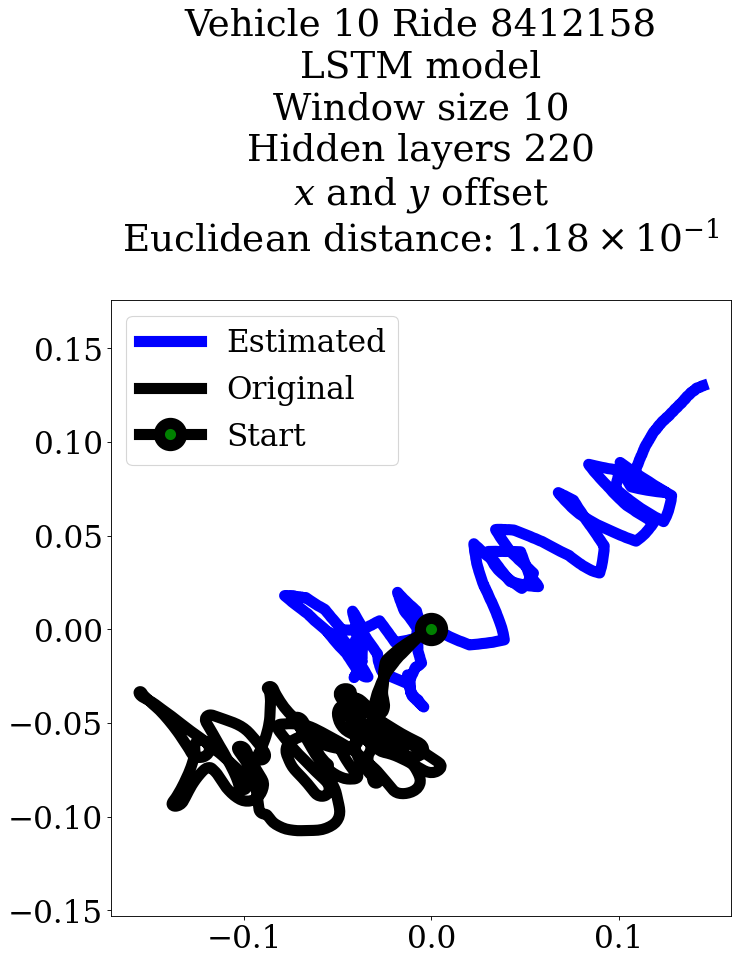 Vehicle 10 Ride 8412158
LSTM model
Window size 10
Hidden layers 220
x and y offset
Euclidean distance: 1.18 × 10⁻¹
Estimated
Original
Start
0.15
0.10
0.05
0.00
−0.05
−0.10
−0.15
−0.1 0.0 0.1